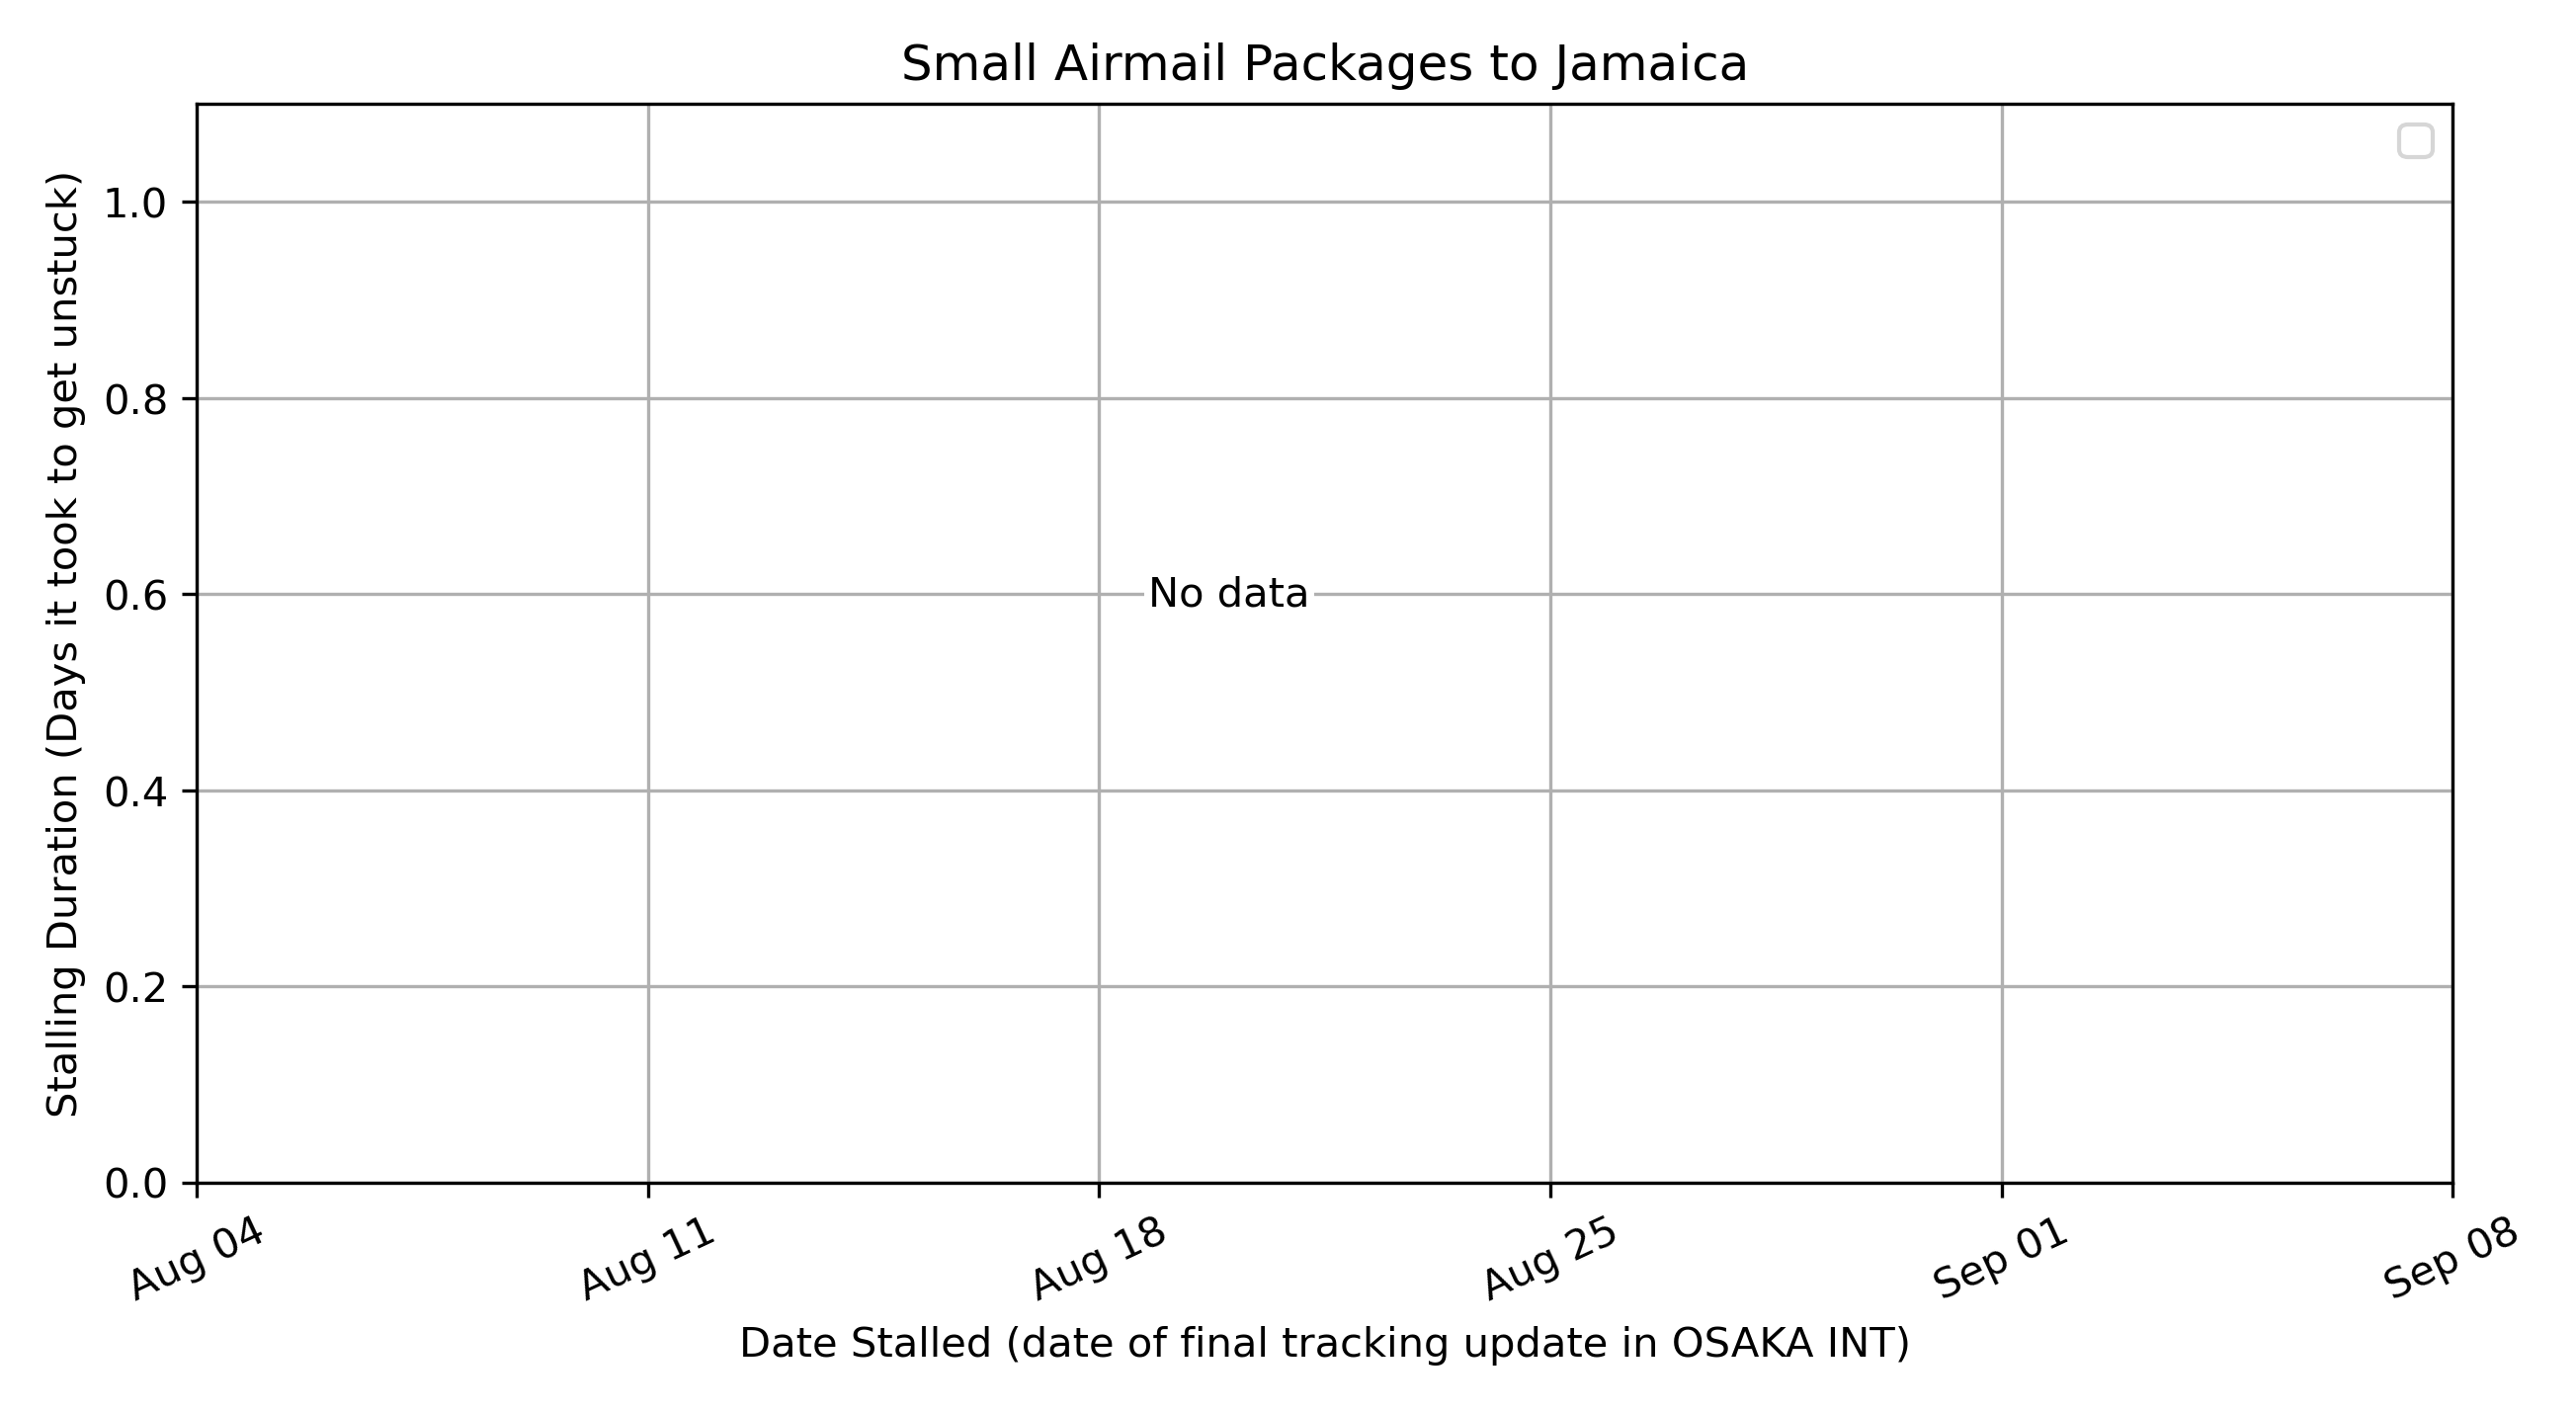 Small Airmail Packages to Jamaica
Stalling Duration (Days it took to get unstuck)
1.0
0.8
0.6
0.4
0.2
0.0
No data
Aug 04
Aug 11
Aug 18
Aug 25
Sep 01
Sep 08
Date Stalled (date of final tracking update in OSAKA INT)